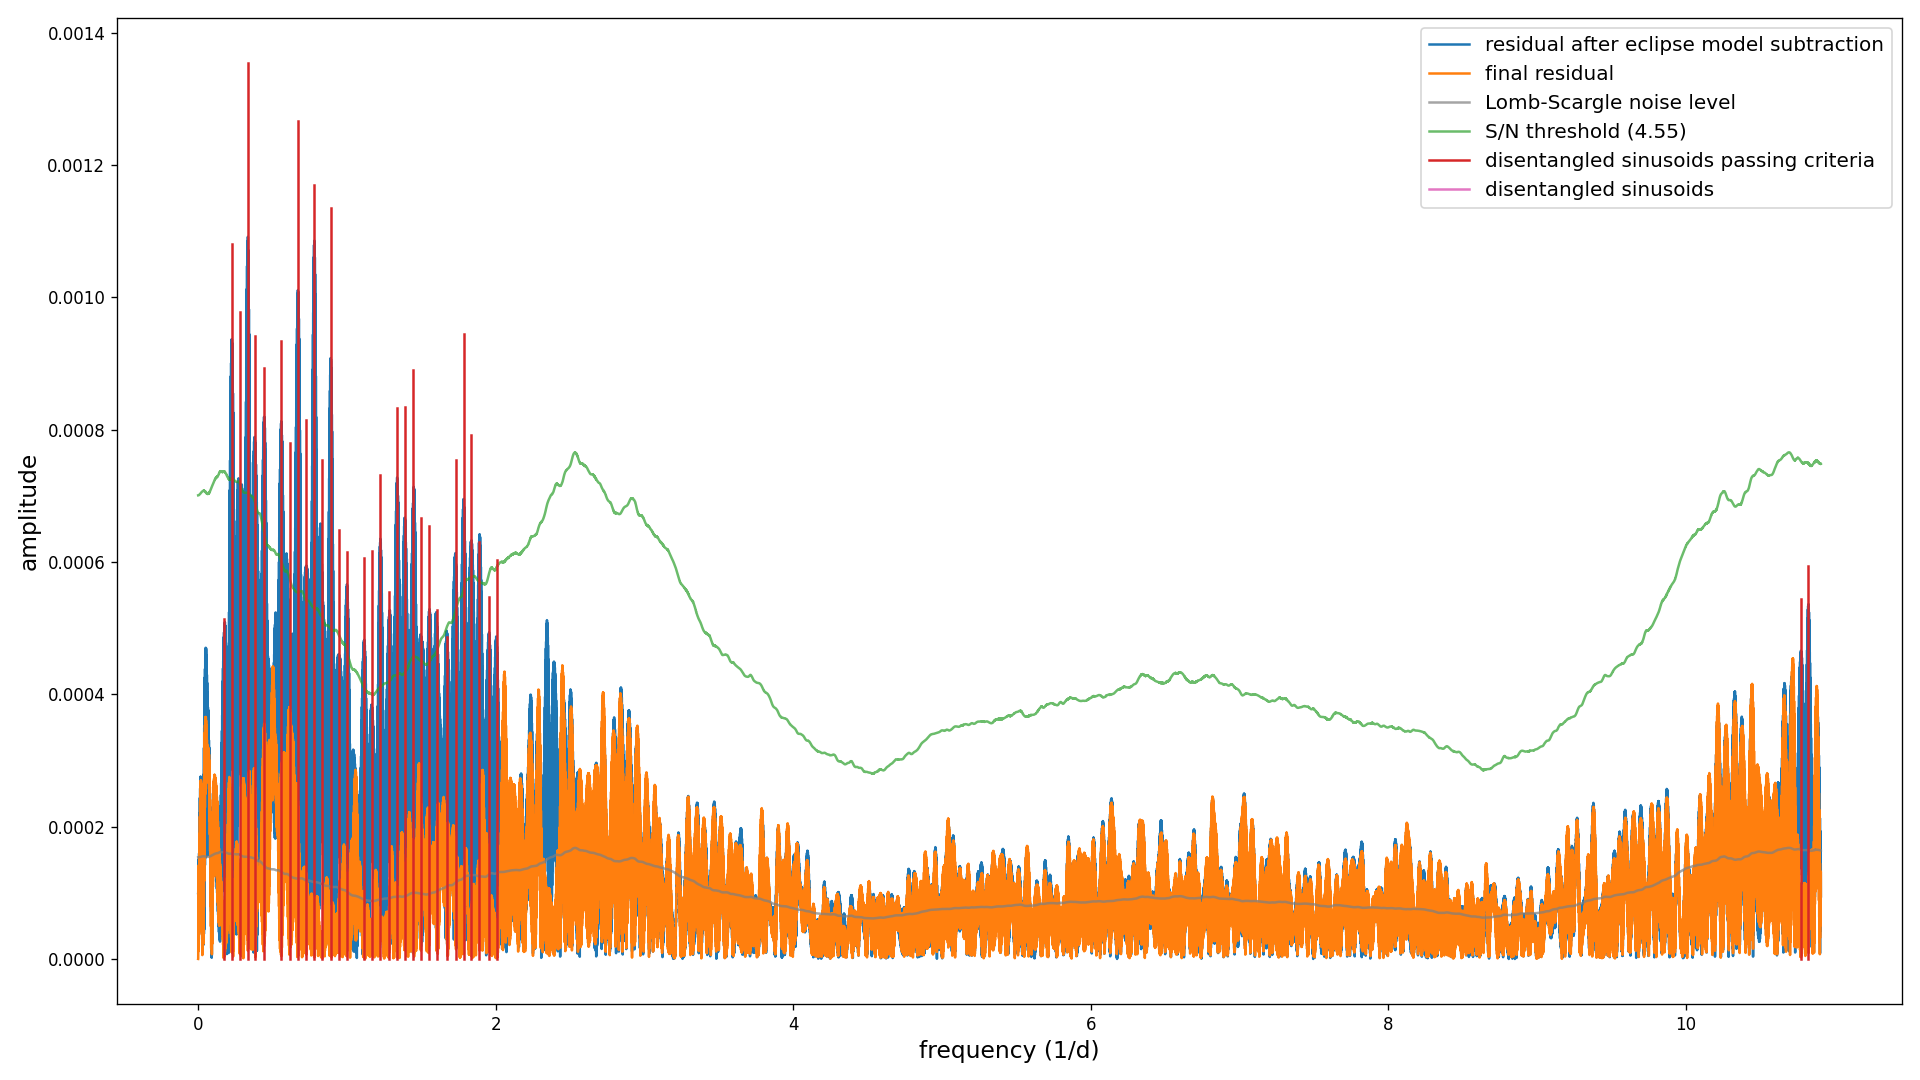 0.0014
0.0012
0.0010
0.0008
0.0006
0.0004
0.0002
0.0000
amplitude
0 2 4 6 8 10
frequency (1/d)
residual after eclipse model subtraction
final residual
Lomb-Scargle noise level
S/N threshold (4.55)
disentangled sinusoids passing criteria
disentangled sinusoids